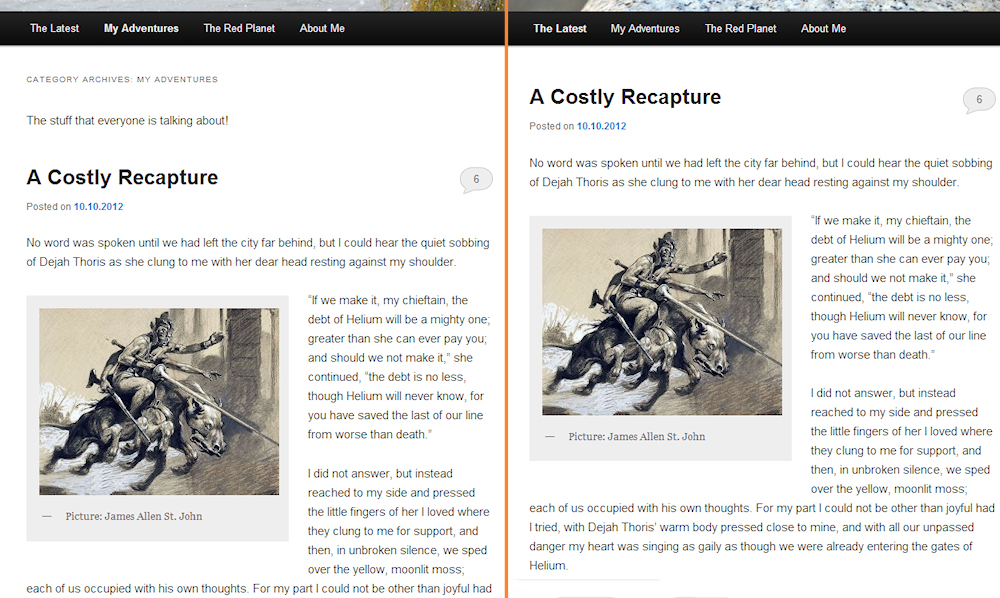 The Latest My Adventures The Red Planet About Me
CATEGORY ARCHIVES: MY ADVENTURES
The stuff that everyone is talking about!
A Costly Recapture
6
Posted on 10.10.2012
No word was spoken until we had left the city far behind, but I could hear the quiet sobbing
of Dejah Thoris as she clung to me with her dear head resting against my shoulder.
“If we make it, my chieftain, the
debt of Helium will be a mighty one;
greater than she can ever pay you;
and should we not make it,” she
continued, “the debt is no less,
though Helium will never know, for
you have saved the last of our line
from worse than death.”
— Picture: James Allen St. John
I did not answer, but instead
reached to my side and pressed
the little fingers of her I loved where
they clung to me for support, and
then, in unbroken silence, we sped
over the yellow, moonlit moss;
each of us occupied with his own thoughts. For my part I could not be other than joyful had
The Latest My Adventures The Red Planet About Me
A Costly Recapture
6
Posted on 10.10.2012
No word was spoken until we had left the city far behind, but I could hear the quiet sobbing
of Dejah Thoris as she clung to me with her dear head resting against my shoulder.
“If we make it, my chieftain, the
debt of Helium will be a mighty one;
greater than she can ever pay you;
and should we not make it,” she
continued, “the debt is no less,
though Helium will never know, for
you have saved the last of our line
from worse than death.”
— Picture: James Allen St. John
I did not answer, but instead
reached to my side and pressed
the little fingers of her I loved where
they clung to me for support, and
then, in unbroken silence, we sped
over the yellow, moonlit moss;
each of us occupied with his own thoughts. For my part I could not be other than joyful had
I tried, with Dejah Thoris’ warm body pressed close to mine, and with all our unpassed
danger my heart was singing as gaily as though we were already entering the gates of
Helium.